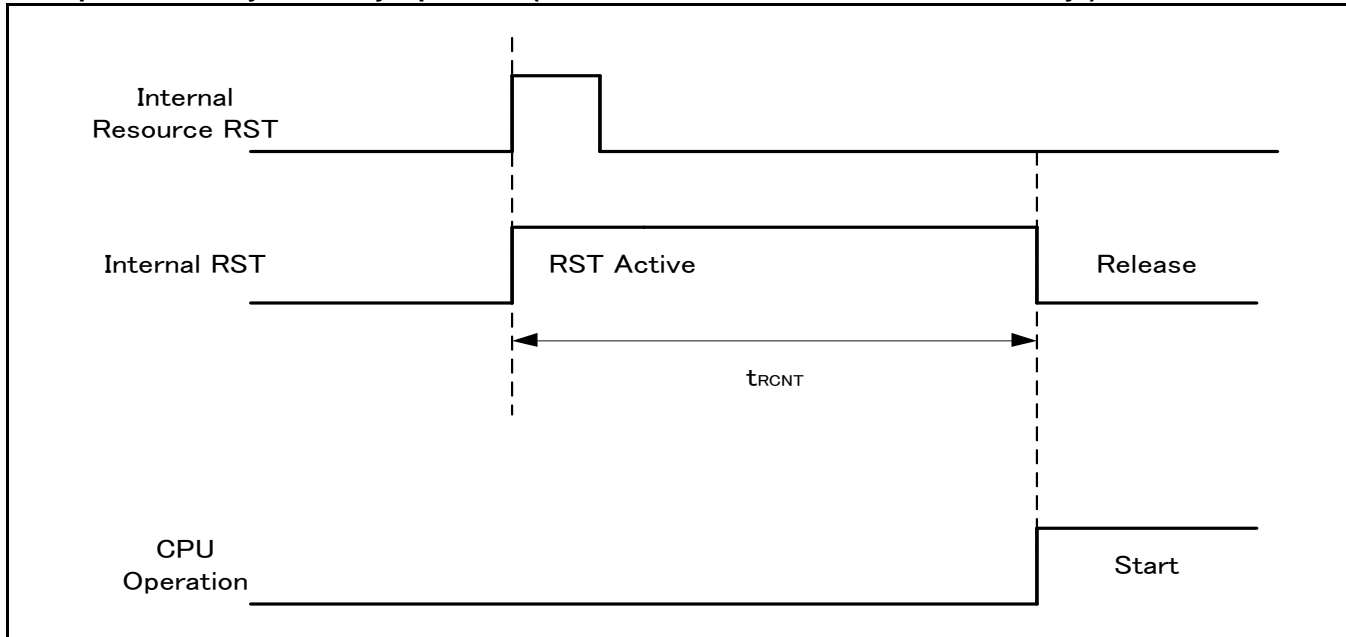 Internal
Resource RST
Internal RST
RST Active
Release
tRCNT
CPU
Operation
Start